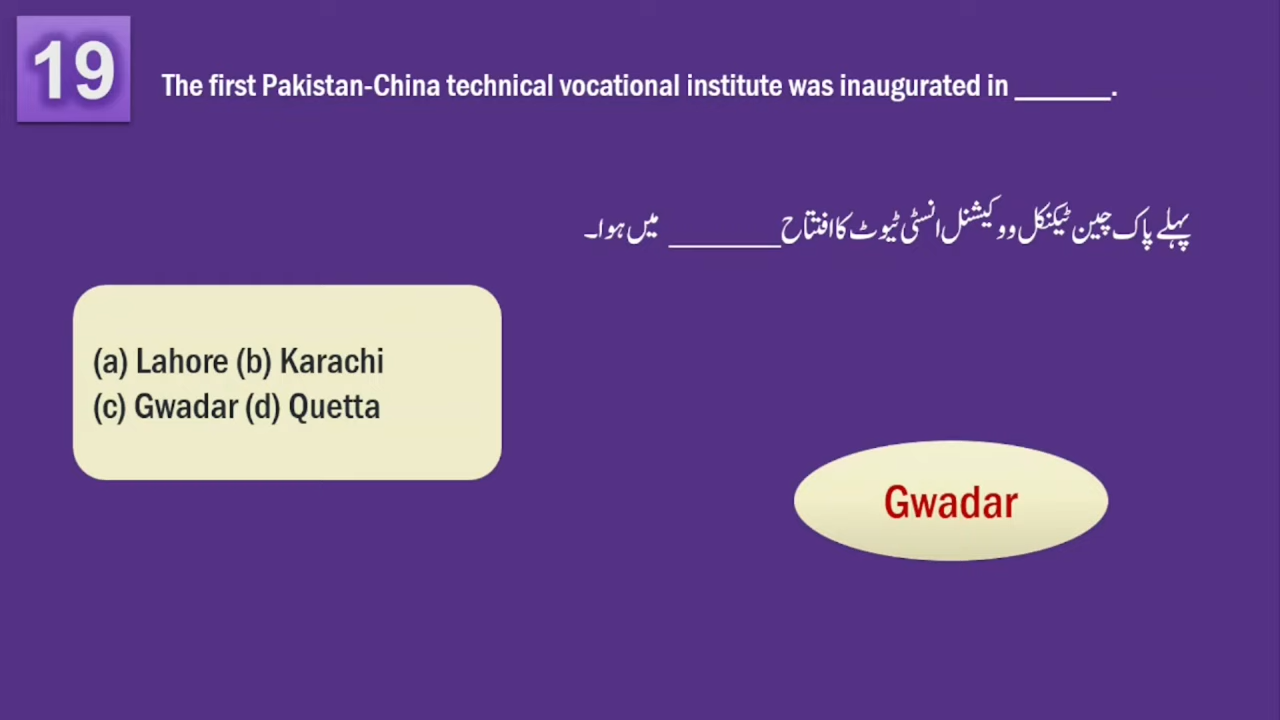 19
The first Pakistan-China technical vocational institute was inaugurated in _______.
پہلے پاک چین ٹیکنکل ووکیشنل انسٹی ٹیوٹ کا افتتاح _______ میں ہوا۔
(a) Lahore (b) Karachi
(c) Gwadar (d) Quetta
Gwadar